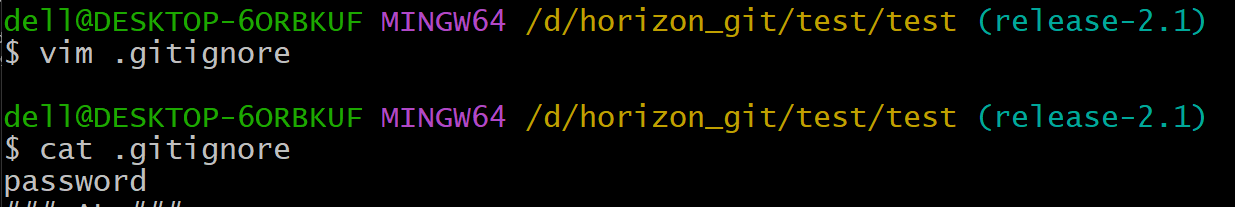 dell@DESKTOP-6ORBKUF MINGW64 /d/horizon_git/test/test (release-2.1)
$ vim .gitignore
dell@DESKTOP-6ORBKUF MINGW64 /d/horizon_git/test/test (release-2.1)
$ cat .gitignore
password